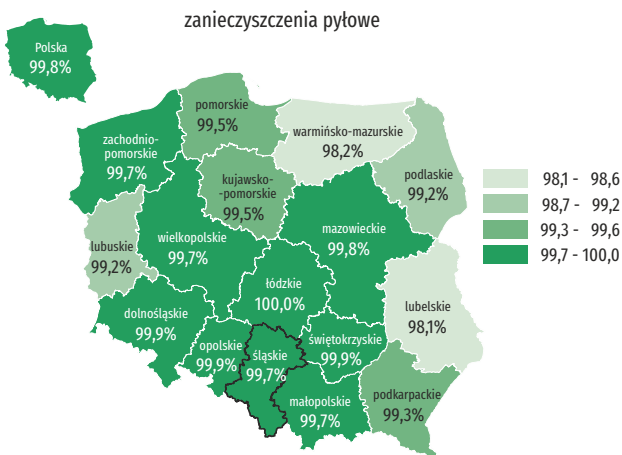 zanieczyszczenia pyłowe
Polska
99,8%
pomorskie
99,5%
warmińsko-mazurskie
98,2%
zachodnio-
pomorskie
99,7%
kujawsko-
-pomorskie
99,5%
podlaskie
99,2%
98,1 - 98,6
98,7 - 99,2
99,3 - 99,6
99,7 - 100,0
lubuskie
99,2%
wielkopolskie
99,7%
mazowieckie
99,8%
łódzkie
100,0%
dolnośląskie
99,9%
lubelskie
98,1%
opolskie
99,9%
śląskie
99,7%
świętokrzyskie
99,9%
małopolskie
99,7%
podkarpackie
99,3%